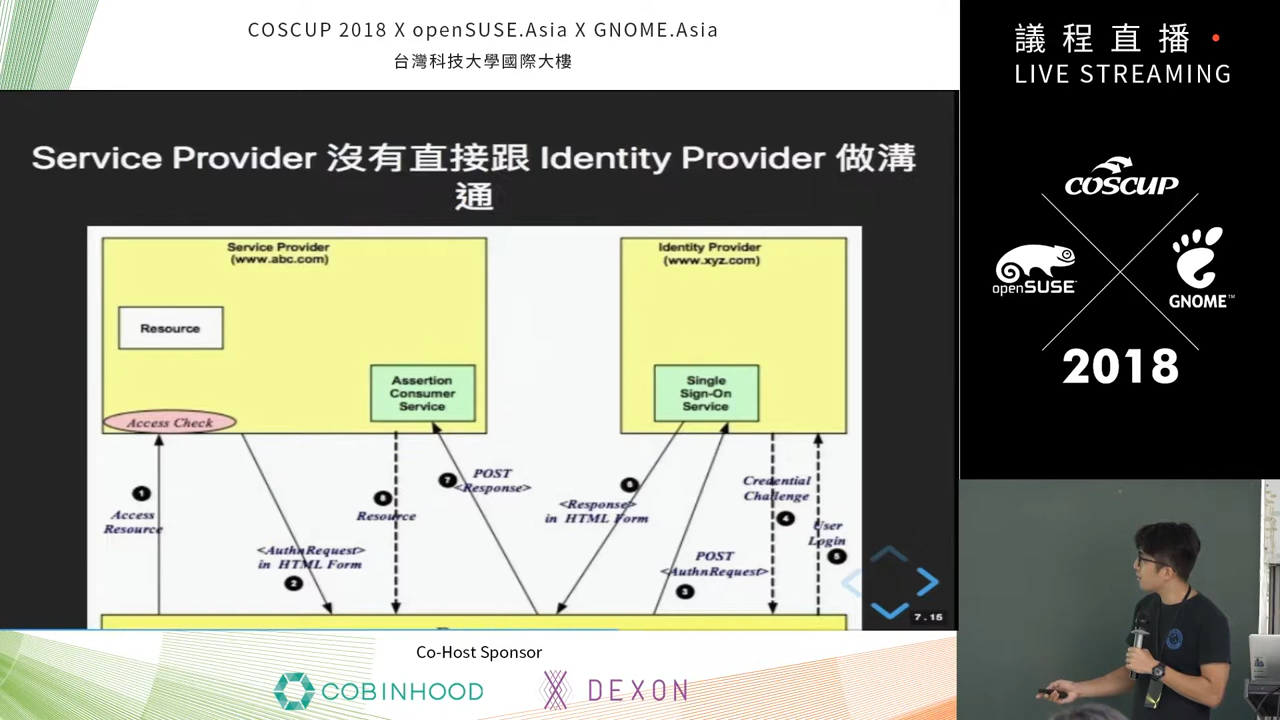 COSCUP 2018 X openSUSE.Asia X GNOME.Asia
台灣科技大學國際大樓
議程直播
LIVE STREAMING
COSCUP
openSUSE
GNOME™
2018
Service Provider 沒有直接跟 Identity Provider 做溝
通
Service Provider
(www.abc.com)
Identity Provider
(www.xyz.com)
Resource
Assertion
Consumer
Service
Single
Sign-On
Service
Access Check
1
Access
Resource
<AuthnRequest>
in HTML Form
2
Resource
7
POST
<Response>
<Response>
in HTML Form
POST
<AuthnRequest>
3
Credential
Challenge
4
User
Login
5
7.15
Co-Host Sponsor
COBINHOOD
DEXON